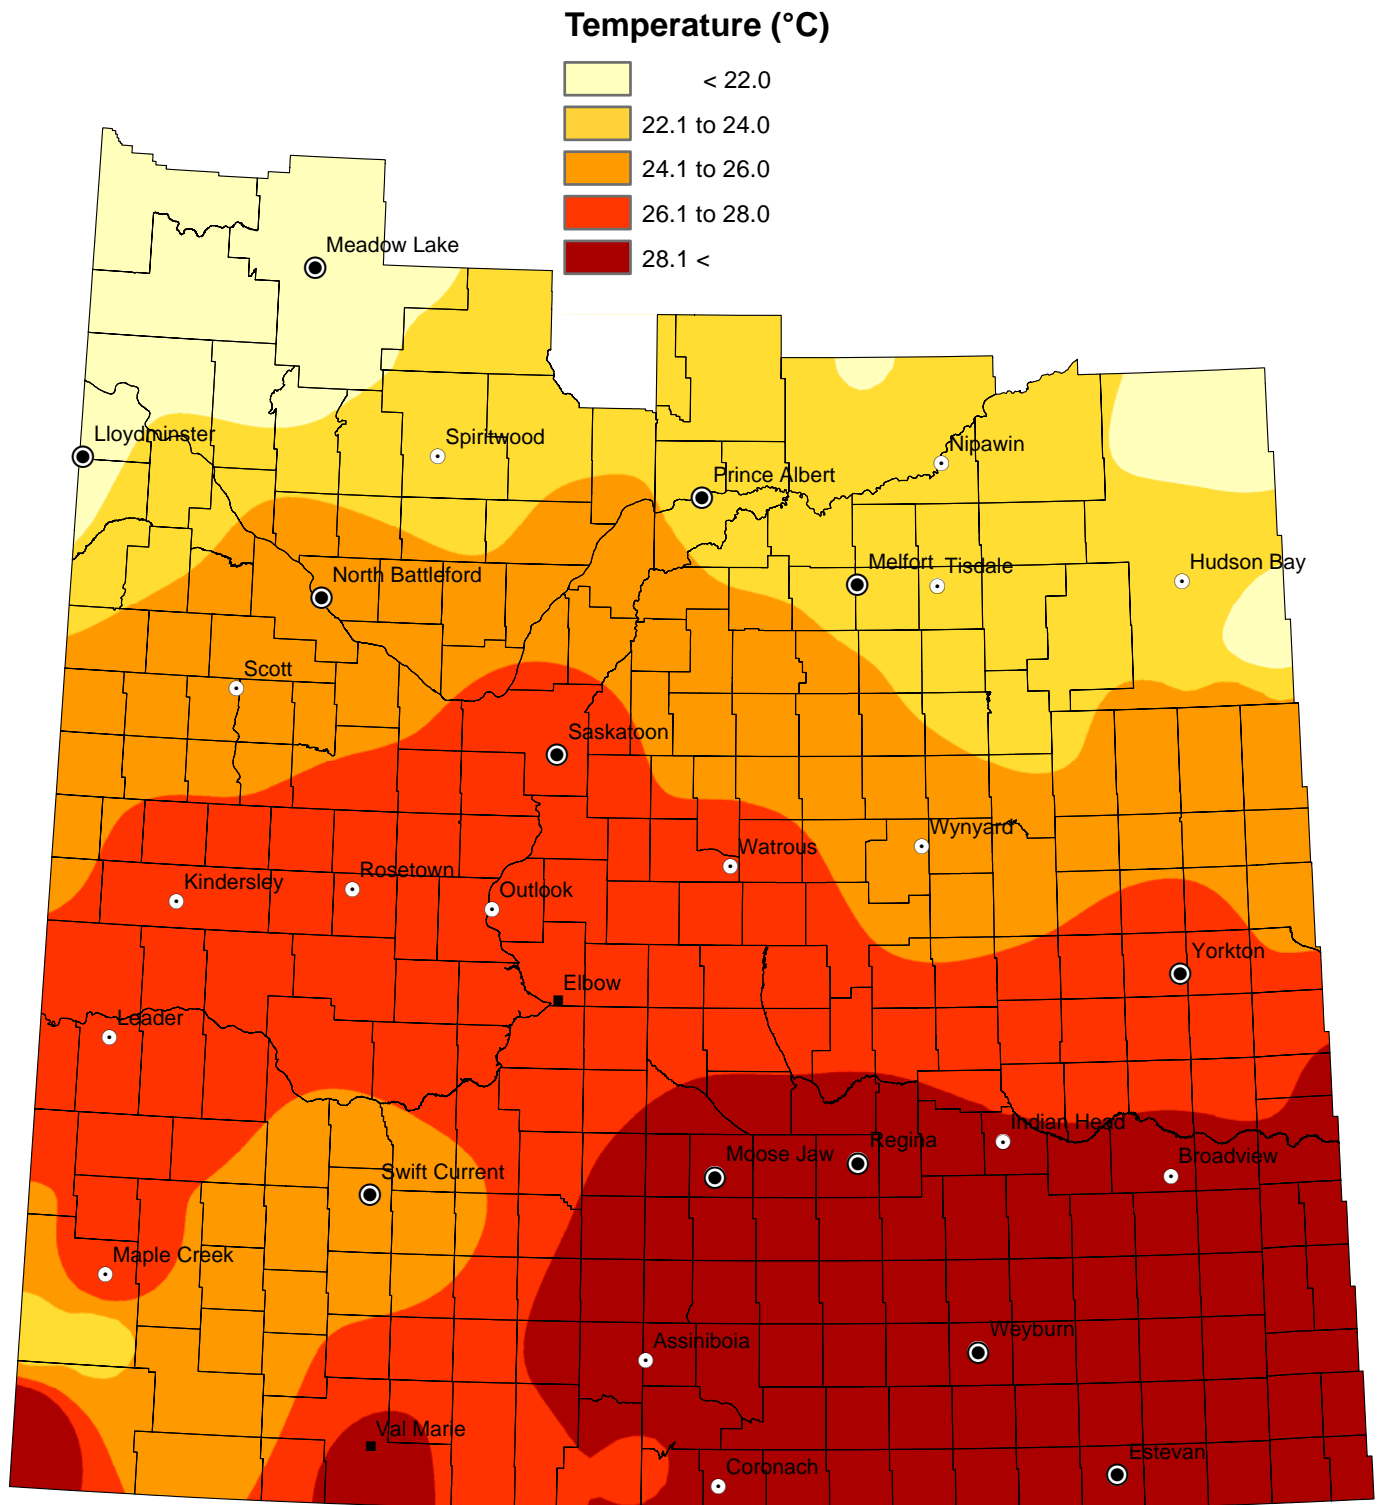 Temperature (°C)
< 22.0
22.1 to 24.0
24.1 to 26.0
26.1 to 28.0
28.1 <
Meadow Lake
Lloydminster
Spiritwood
Nipawin
Prince Albert
Melfort
Tisdale
Hudson Bay
North Battleford
Scott
Saskatoon
Wynyard
Watrous
Rosetown
Kindersley
Outlook
Yorkton
Elbow
Leader
Indian Head
Regina
Moose Jaw
Broadview
Swift Current
Maple Creek
Weyburn
Assiniboia
Val Marie
Estevan
Coronach